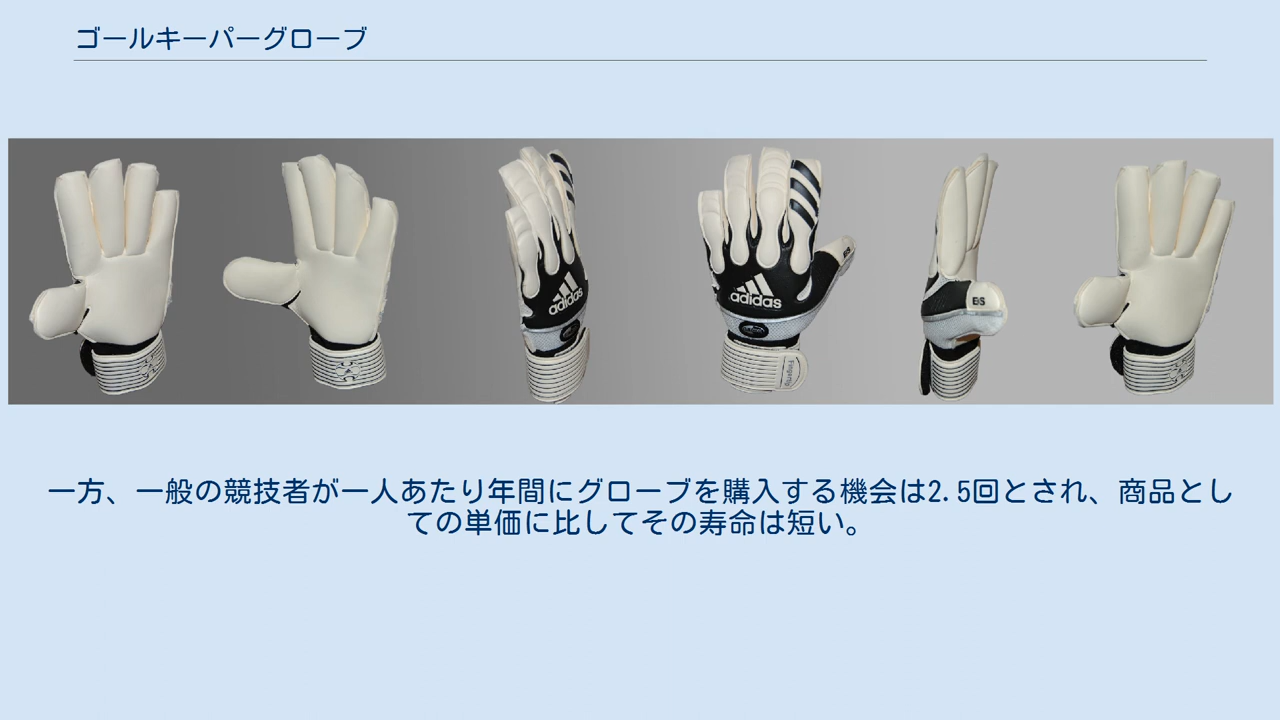 ゴールキーパーグローブ
adidas
adidas
BS
BS
Fingertip
一方、一般の競技者が一人あたり年間にグローブを購入する機会は2.5回とされ、商品とし
ての単価に比してその寿命は短い。